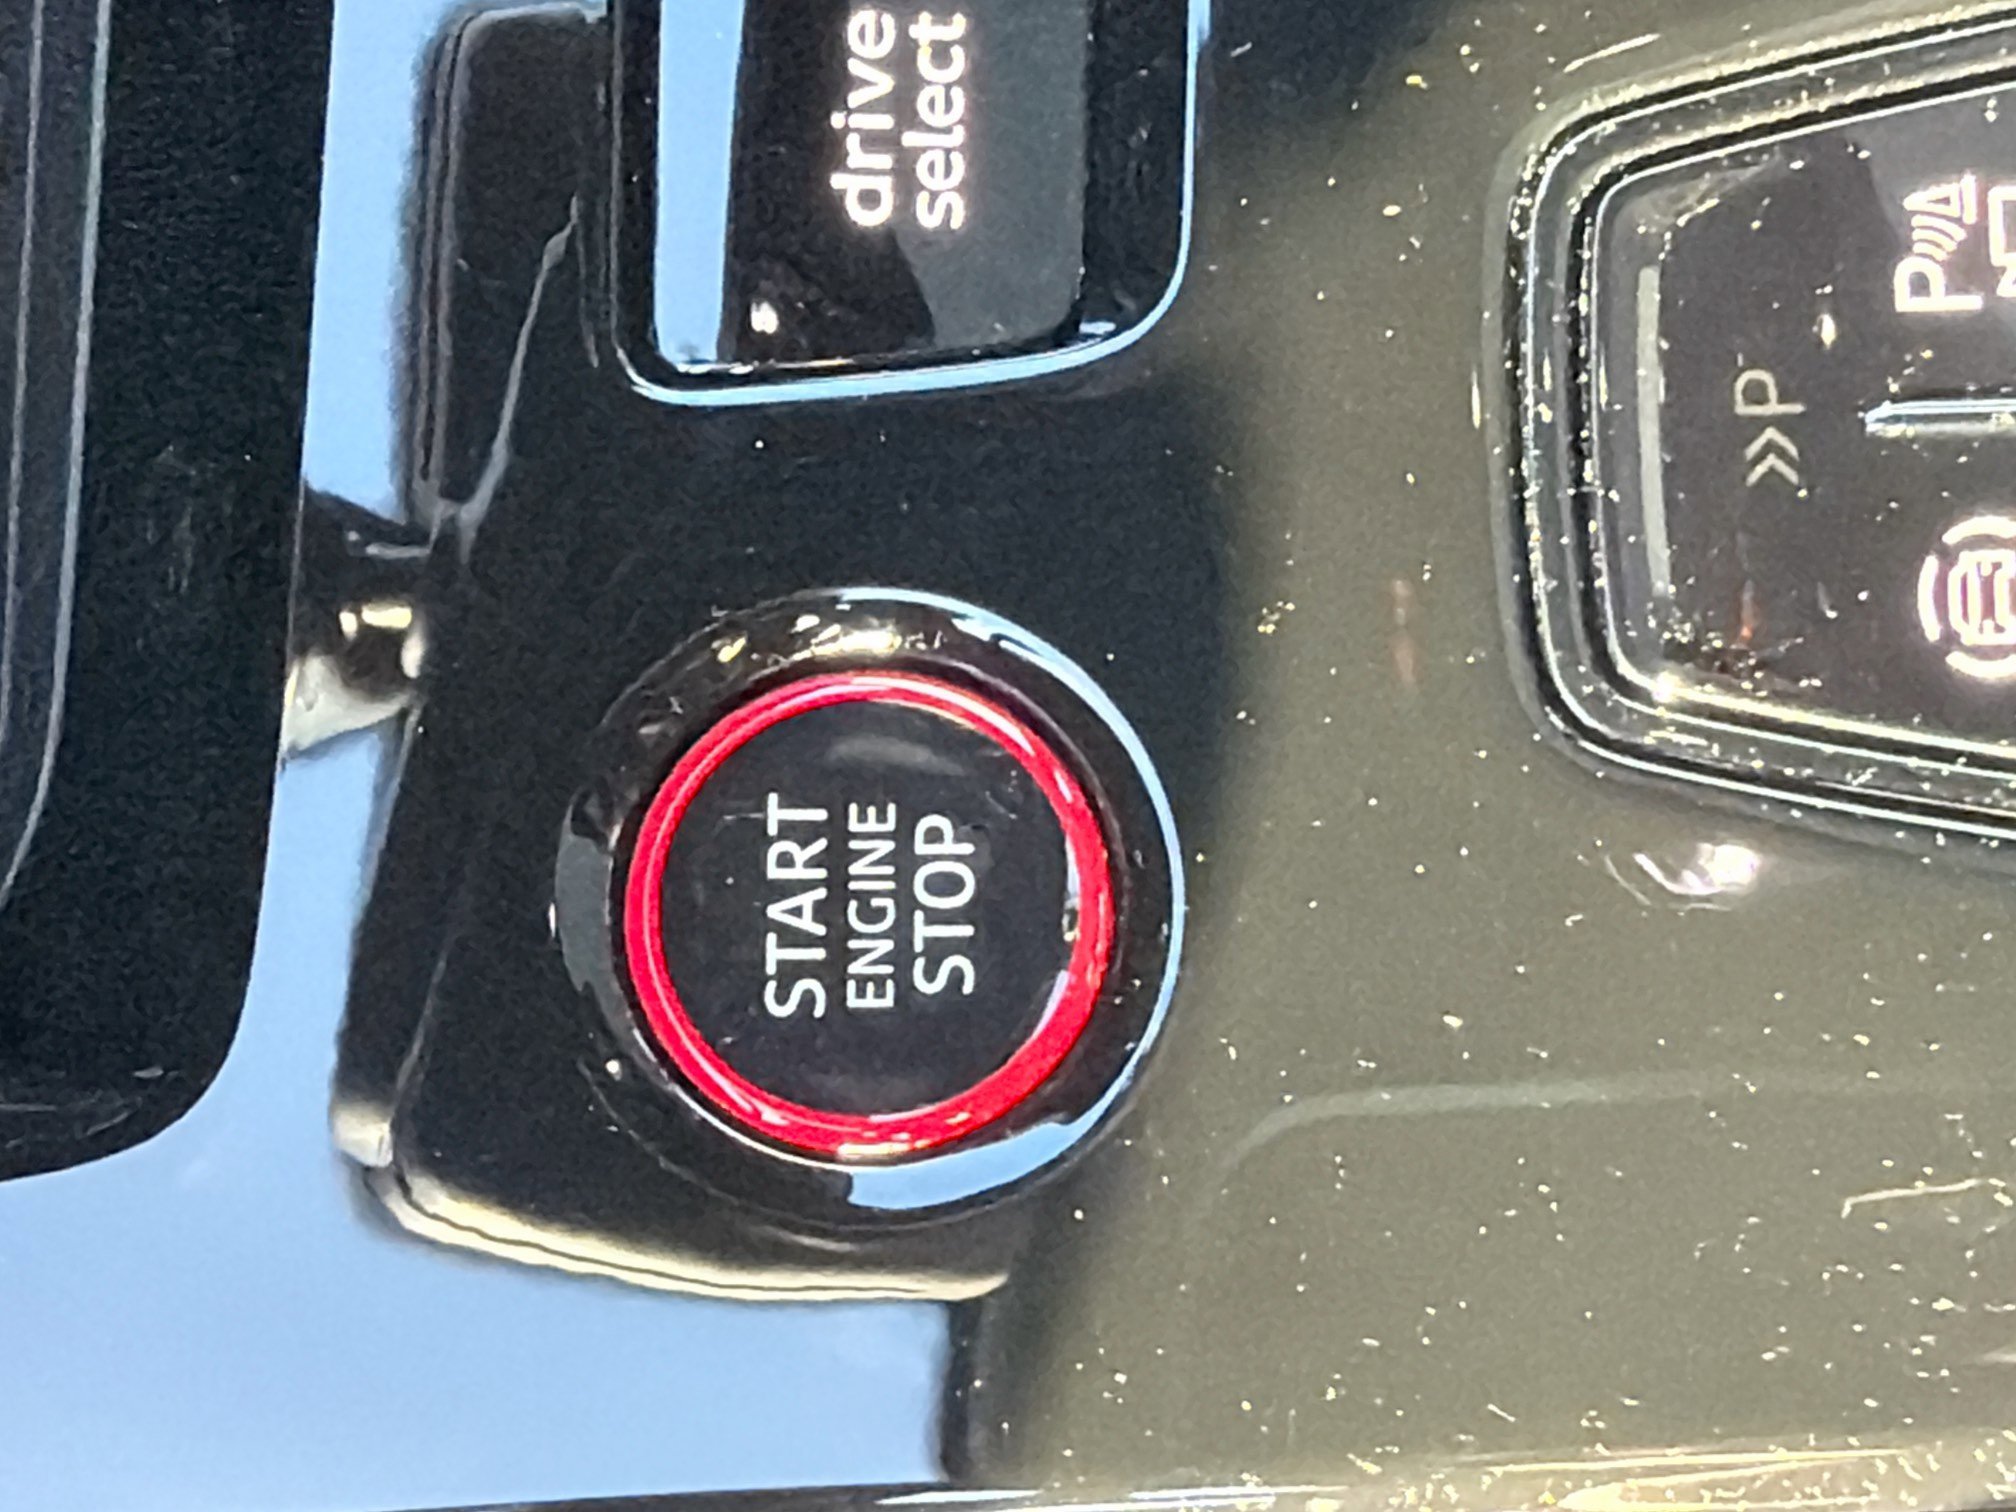 drive
select
START
ENGINE
STOP
P
»P